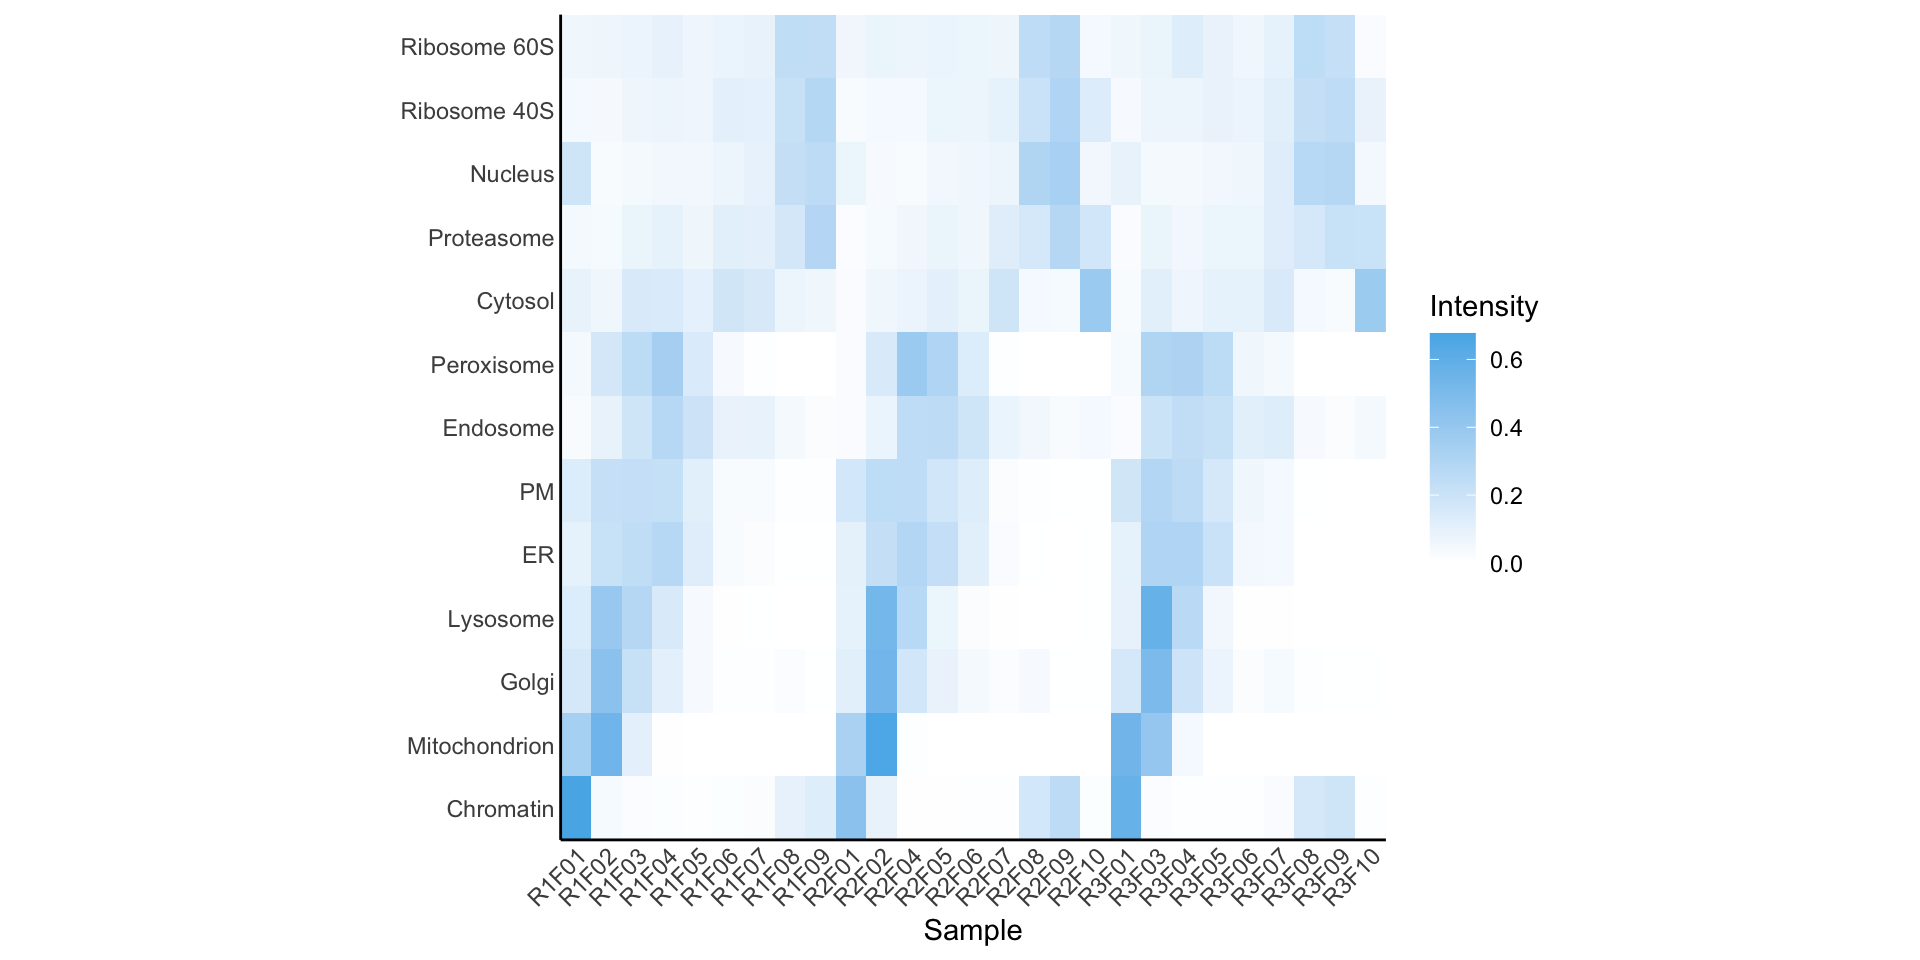 Ribosome 60S
Ribosome 40S
Nucleus
Proteasome
Cytosol
Peroxisome
Endosome
PM
ER
Lysosome
Golgi
Mitochondrion
Chromatin
R1F01
R1F02
R1F03
R1F04
R1F05
R1F06
R1F07
R1F08
R1F09
R2F01
R2F02
R2F04
R2F05
R2F06
R2F07
R2F08
R2F09
R2F10
R3F01
R3F03
R3F04
R3F05
R3F06
R3F07
R3F08
R3F09
R3F10
Sample
Intensity
0.6
0.4
0.2
0.0